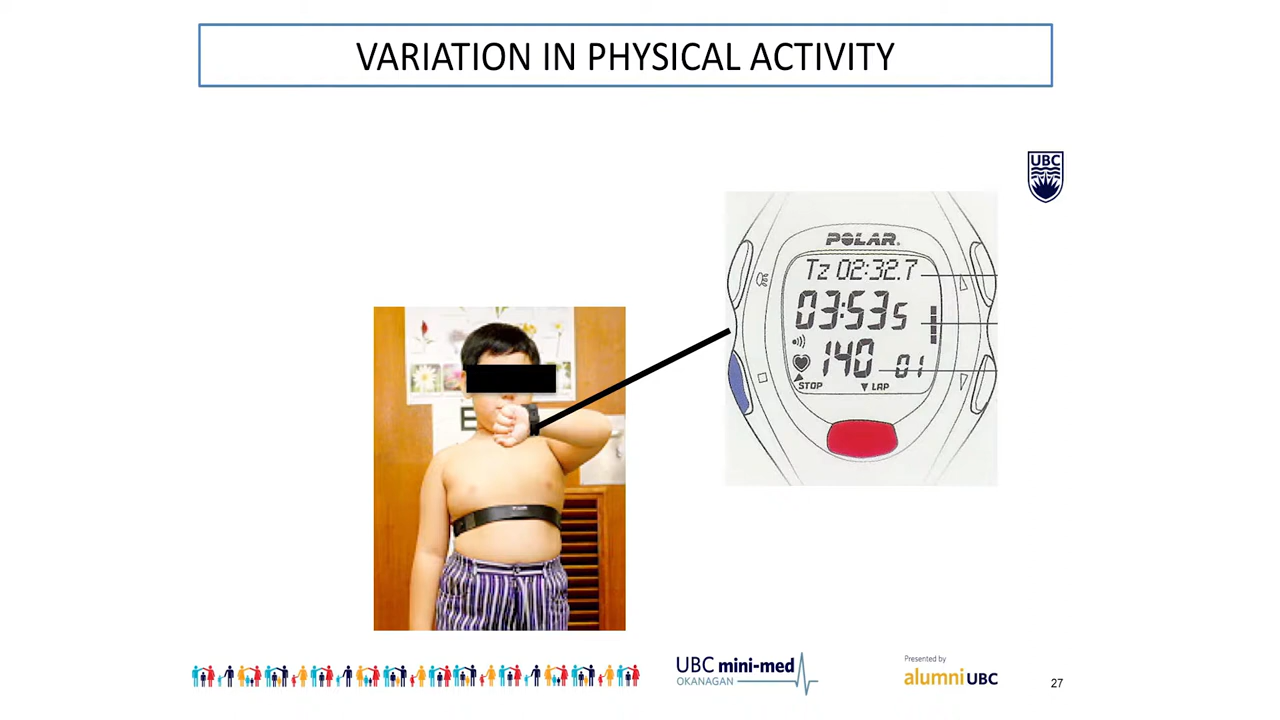 VARIATION IN PHYSICAL ACTIVITY
UBC
POLAR®
Tz 02:32.7
03:53s
140 01
STOP ▼ LAP
E
UBC mini-med
OKANAGAN
Presented by
alumni UBC
27